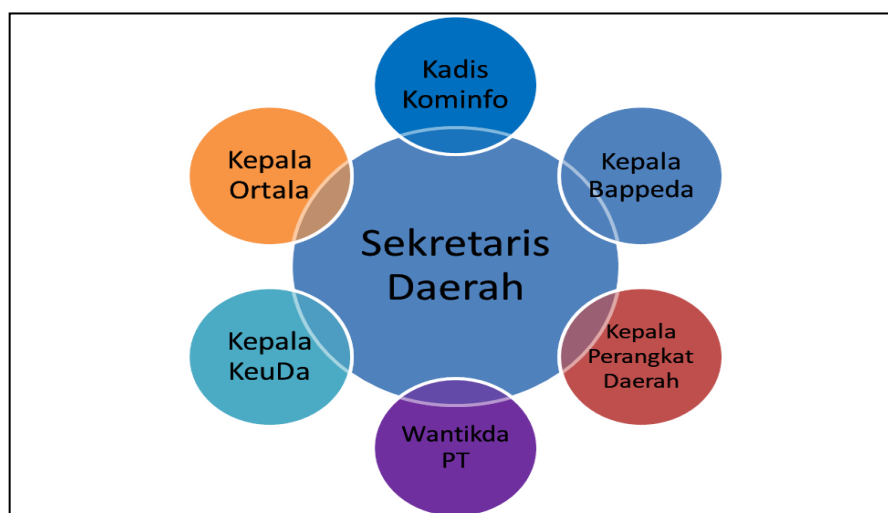 Kadis
Kominfo
Kepala
Ortala
Kepala
Bappeda
Sekretaris
Daerah
Kepala
KeuDa
Kepala
Perangkat
Daerah
Wantikda
PT